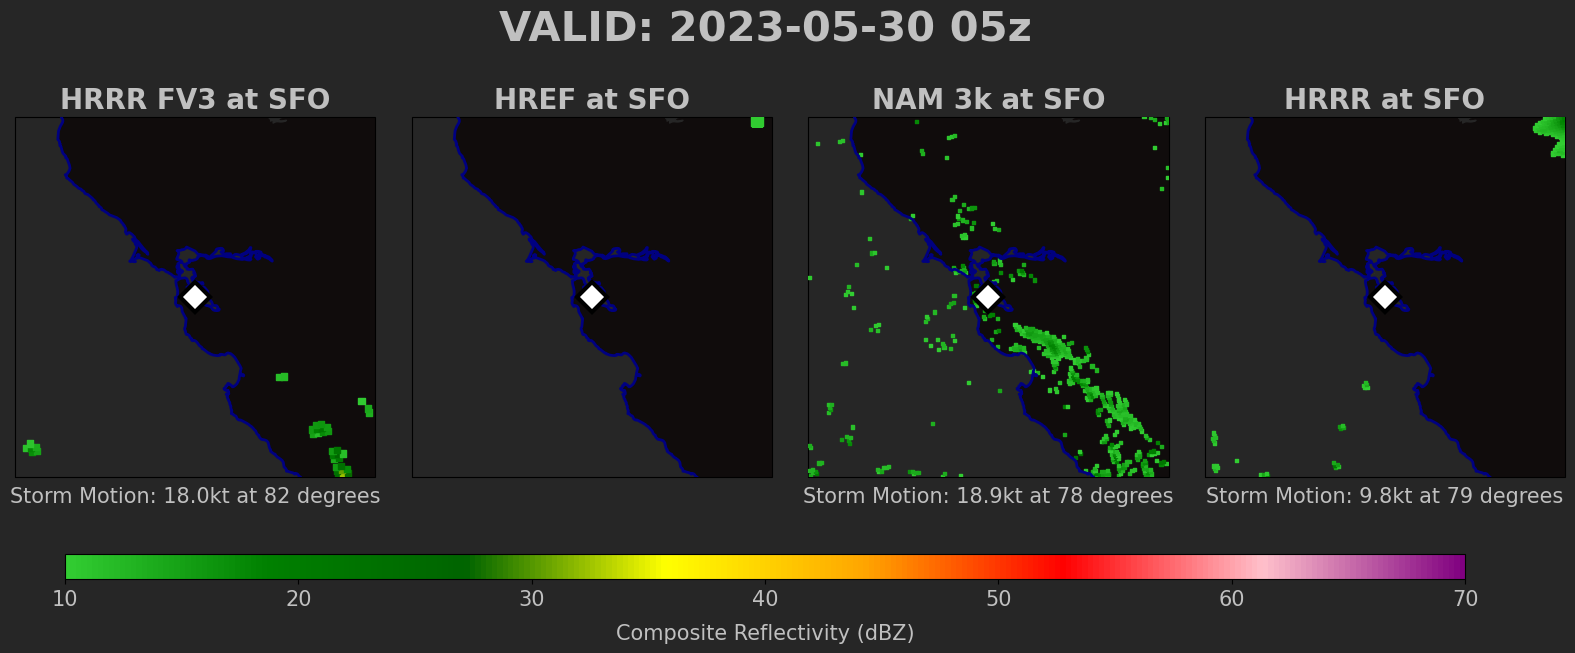 VALID: 2023-05-30 05z
HRRR FV3 at SFO
HREF at SFO
NAM 3k at SFO
HRRR at SFO
Storm Motion: 18.0kt at 82 degrees
Storm Motion: 18.9kt at 78 degrees
Storm Motion: 9.8kt at 79 degrees
10 20 30 40 50 60 70
Composite Reflectivity (dBZ)